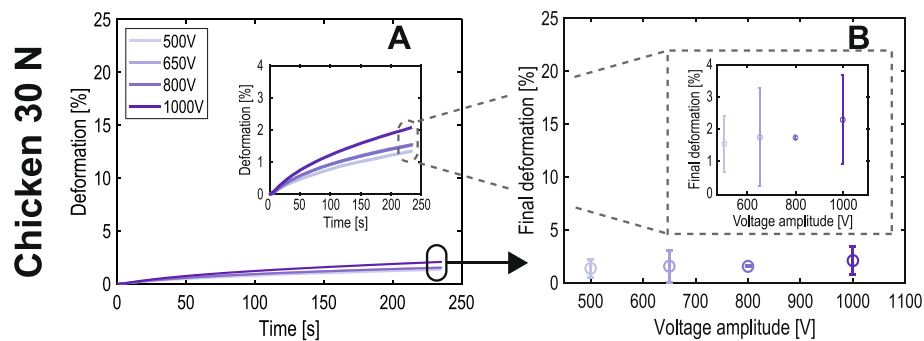 Chicken 30 N
A
Deformation [%]
25
20
15
10
5
0
500V
650V
800V
1000V
Deformation [%]
4
3
2
1
0
0 50 100 150 200 250
Time [s]
0 50 100 150 200 250
Time [s]
B
Final deformation [%]
25
20
15
10
5
0
Final deformation [%]
4
3
2
1
0
600 800 1000
Voltage amplitude [V]
500 600 700 800 900 1000 1100
Voltage amplitude [V]